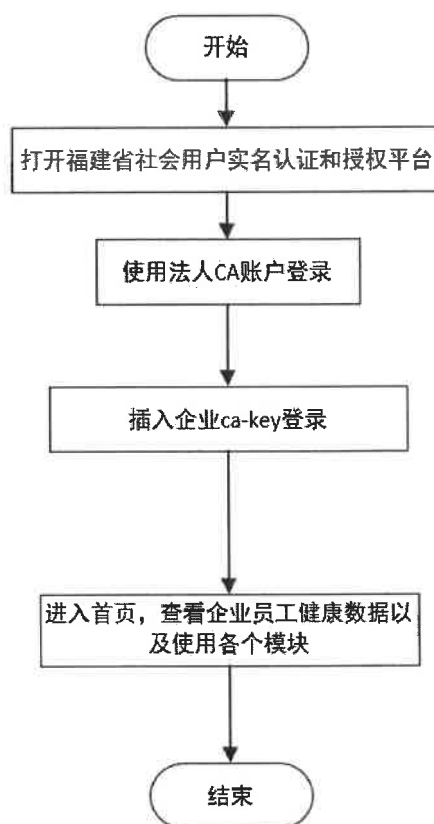 开始
打开福建省社会用户实名认证和授权平台
使用法人CA账户登录
插入企业ca-key登录
进入首页，查看企业员工健康数据以
及使用各个模块
结束